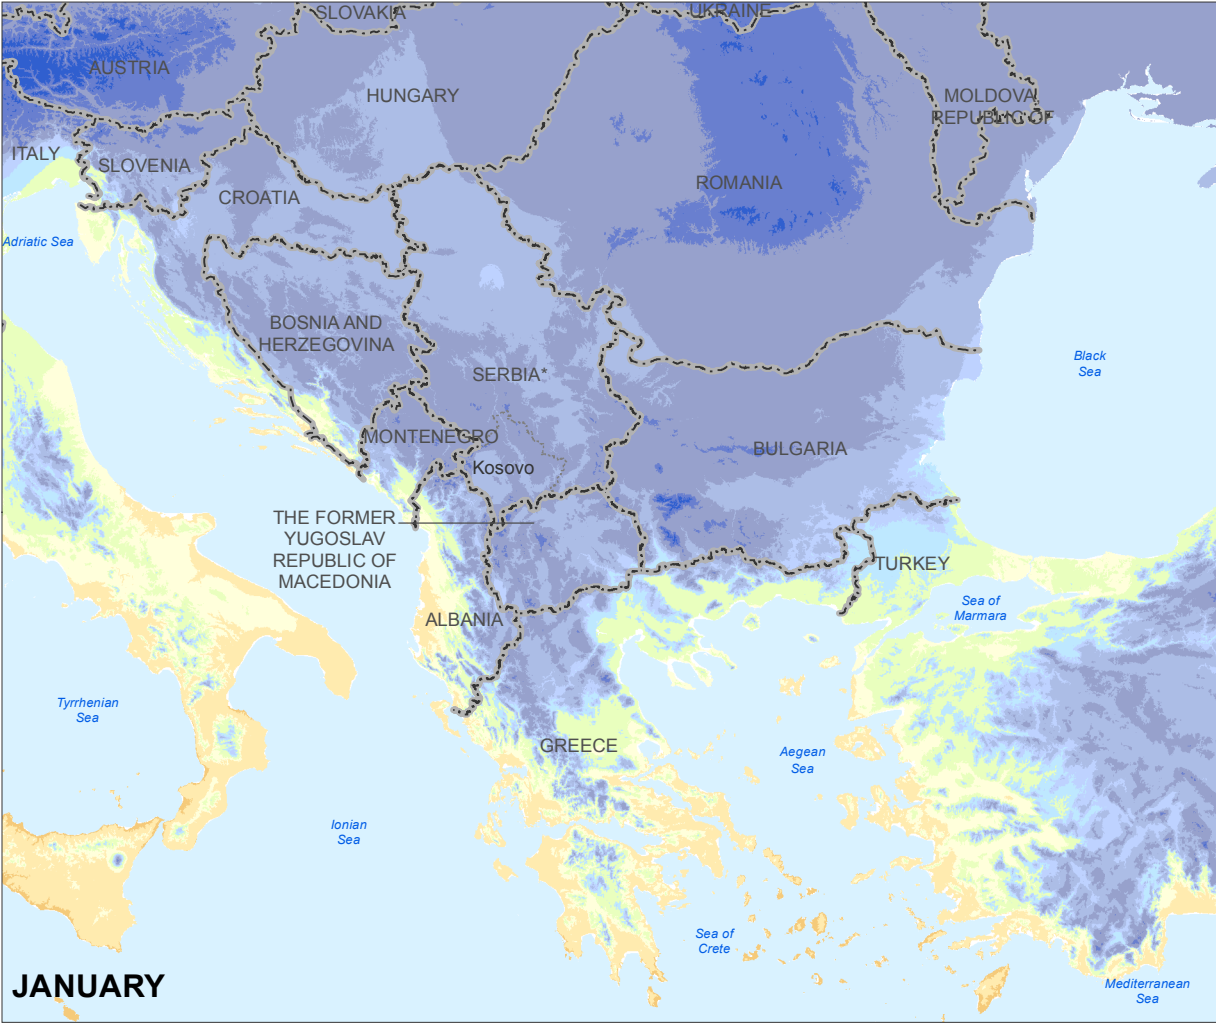 SLOVAKIA
UKRAINE
AUSTRIA
HUNGARY
MOLDOVA,
REPUBLIC OF
ITALY
SLOVENIA
CROATIA
ROMANIA
Adriatic Sea
BOSNIA AND
HERZEGOVINA
Black
Sea
SERBIA*
MONTENEGRO
BULGARIA
Kosovo
THE FORMER
YUGOSLAV
REPUBLIC OF
MACEDONIA
TURKEY
Sea of
Marmara
ALBANIA
Tyrrhenian
Sea
GREECE
Aegean
Sea
Ionian
Sea
Sea of
Crete
JANUARY
Mediterranean
Sea